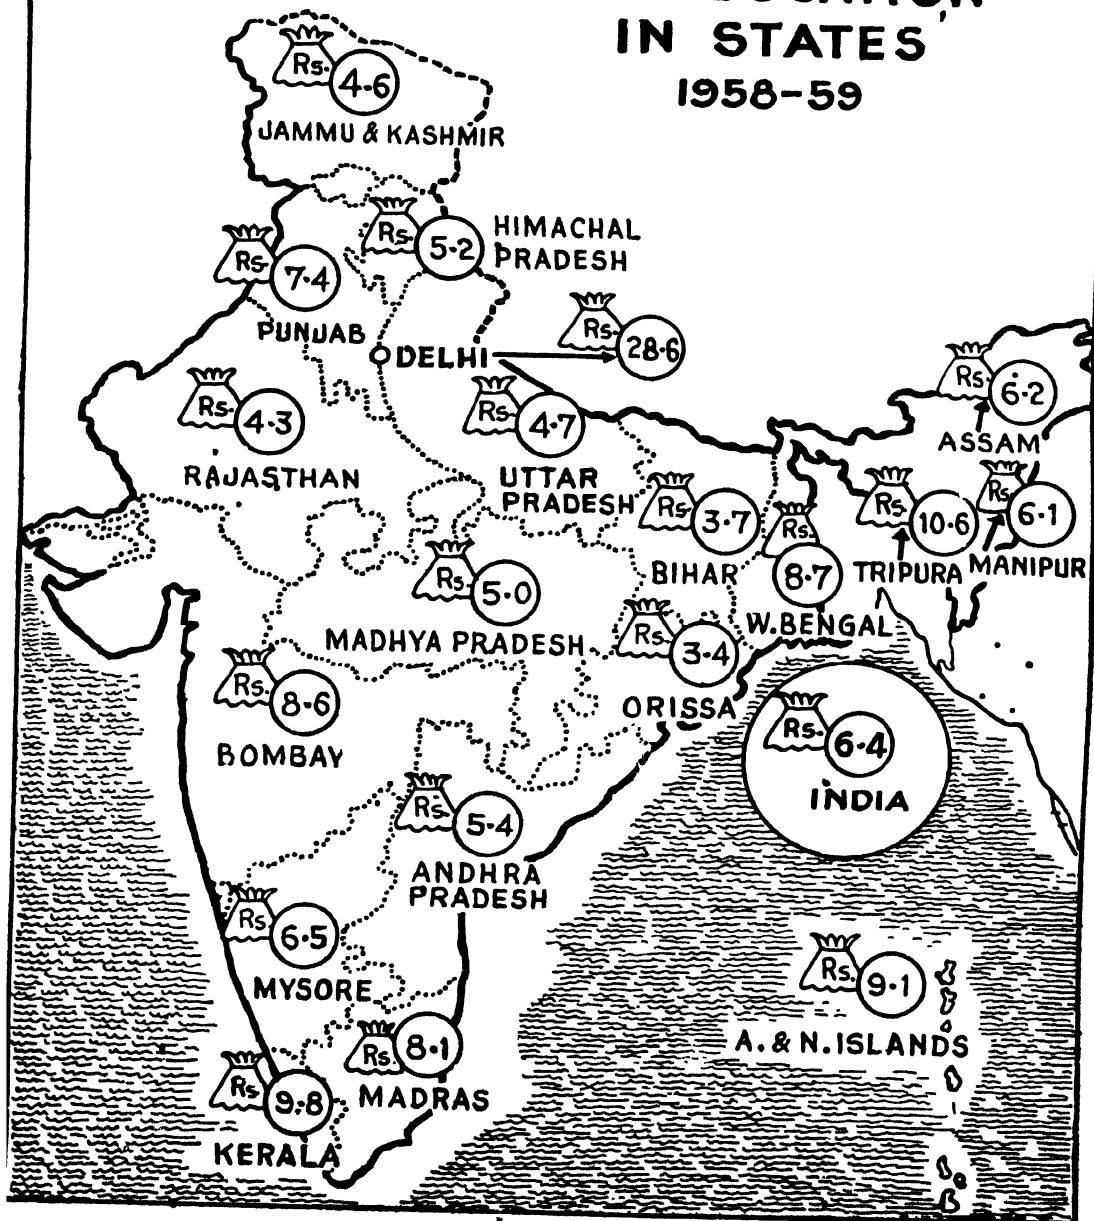 IN STATES
1958-59
Rs. 4.6
JAMMU & KASHMIR
Rs. 5.2
HIMACHAL
PRADESH
Rs. 7.4
PUNJAB
DELHI
Rs. 28.6
Rs. 4.3
RAJASTHAN
Rs. 4.7
UTTAR
PRADESH
Rs. 6.2
ASSAM
Rs. 3.7
BIHAR
Rs. 8.7
W.BENGAL
Rs. 10.6
TRIPURA
Rs. 6.1
MANIPUR
Rs. 5.0
MADHYA PRADESH
Rs. 3.4
ORISSA
Rs. 8.6
BOMBAY
Rs. 6.4
INDIA
Rs. 5.4
ANDHRA
PRADESH
Rs. 6.5
MYSORE
Rs. 9.1
A. & N. ISLANDS
Rs. 8.1
MADRAS
Rs. 9.8
KERALA